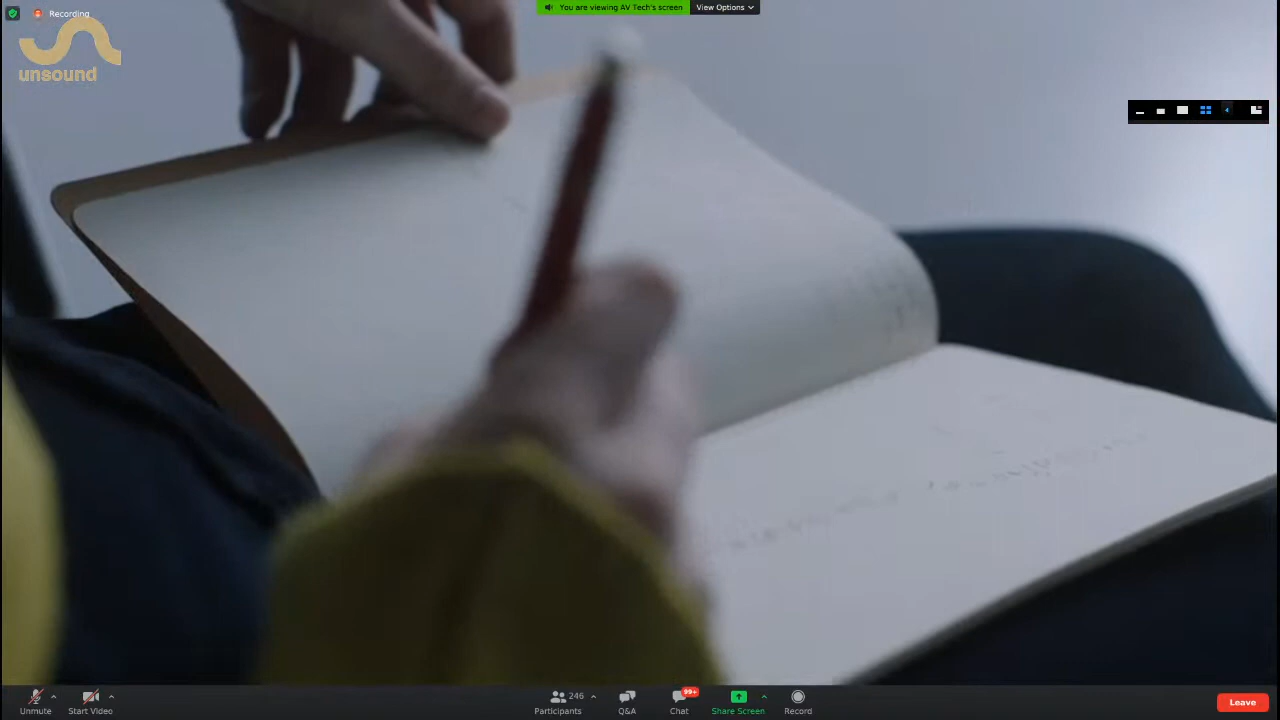 Recording
You are viewing AV Tech's screen
View Options
unsound
Unmute
Start Video
246
Participants
Q&A
99+
Chat
Share Screen
Record
Leave